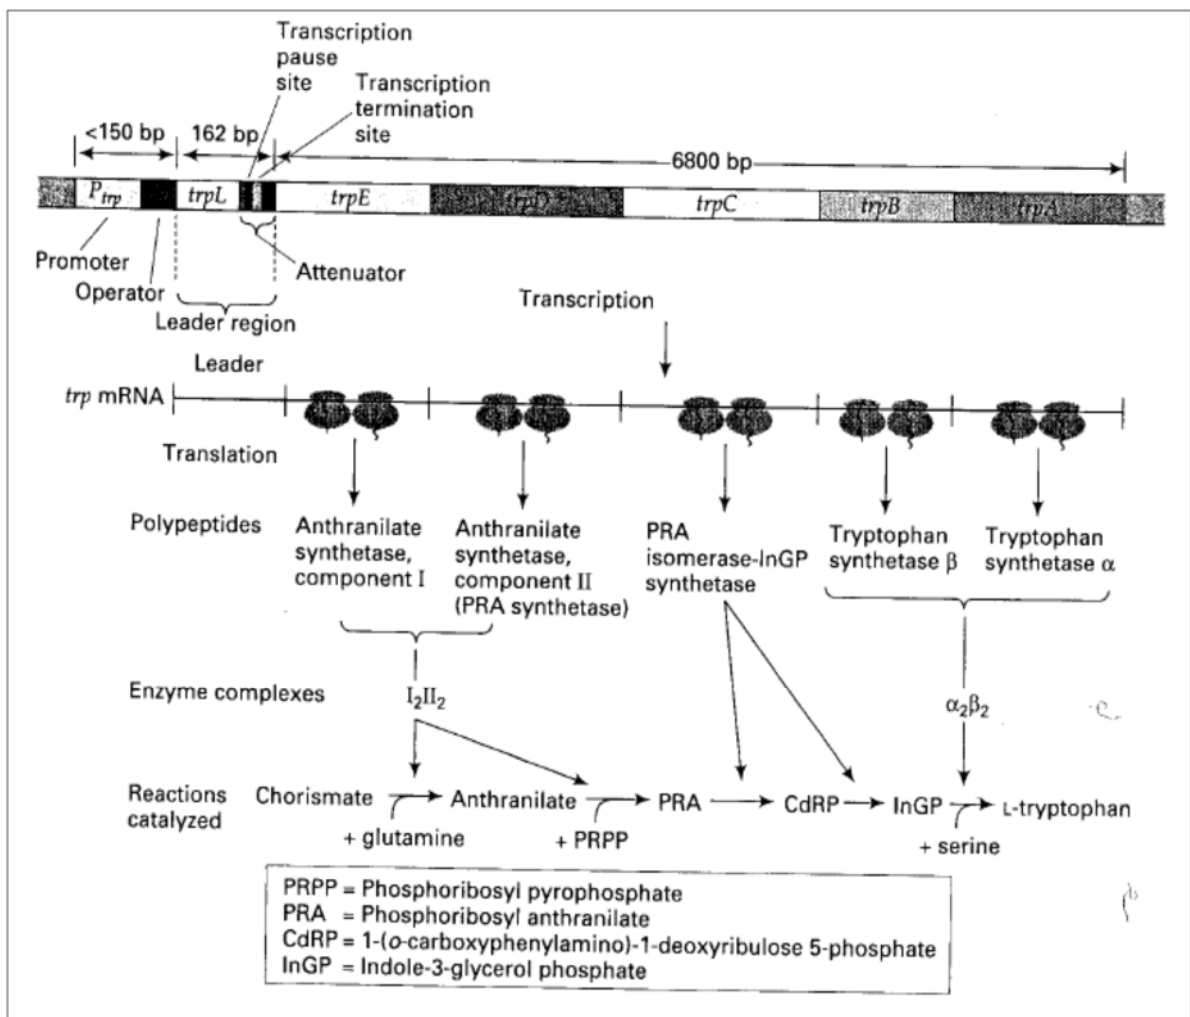 Transcription
pause
site
Transcription
termination
site
<150 bp
162 bp
6800 bp
Ptrp
trpL
trpE
trpD
trpC
trpB
trpA
Promoter
Operator
Attenuator
Leader region
Transcription
Leader
trp mRNA
Translation
Polypeptides
Anthranilate
synthetase,
component I
Anthranilate
synthetase,
component II
(PRA synthetase)
PRA
isomerase-InGP
synthetase
Tryptophan
synthetase β
Tryptophan
synthetase α
Enzyme complexes
I₂II₂
α₂β₂
Reactions
catalyzed
Chorismate
+ glutamine
Anthranilate
+ PRPP
PRA
CdRP
InGP
+ serine
L-tryptophan
PRPP = Phosphoribosyl pyrophosphate
PRA = Phosphoribosyl anthranilate
CdRP = 1-(o-carboxyphenylamino)-1-deoxyribulose 5-phosphate
InGP = Indole-3-glycerol phosphate